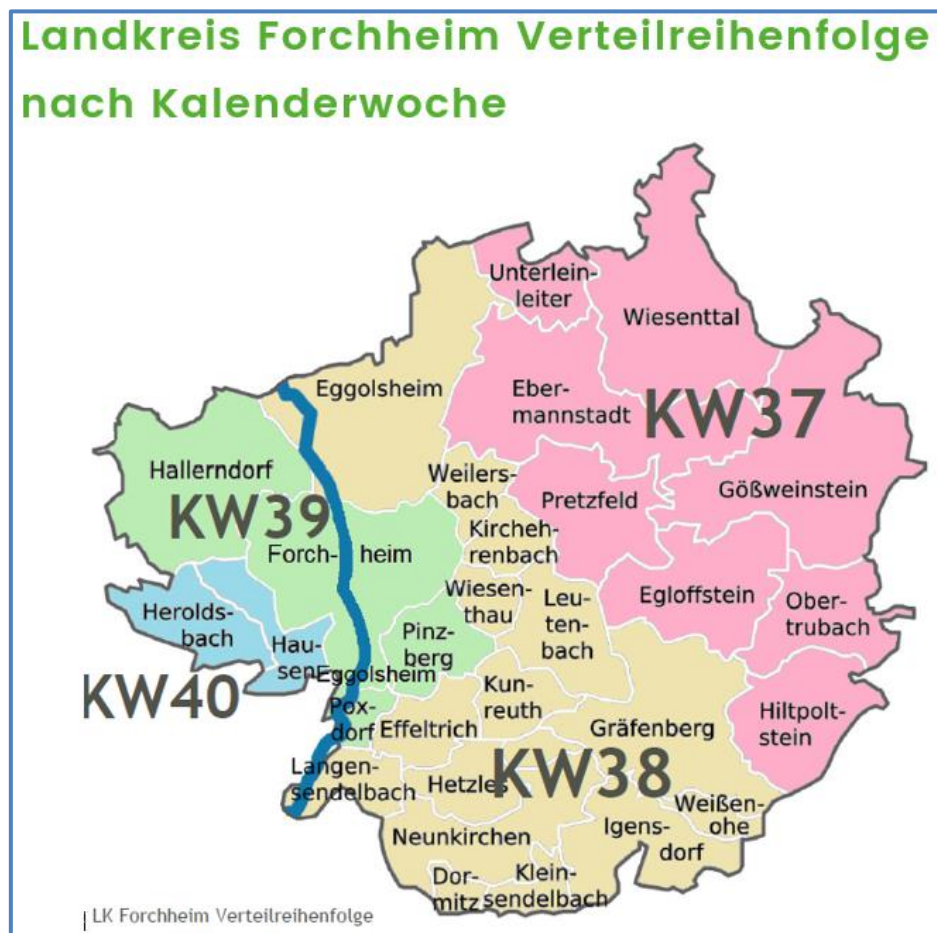 Landkreis Forchheim Verteilreihenfolge
nach Kalenderwoche
Unterlein-
leiter
Wiesenttal
Eggolsheim
Eber-
mannstadt
KW37
Hallerndorf
Weilers-
bach
Pretzfeld
Gößweinstein
KW39
Kircheh-
renbach
Forch-
heim
Wiesen-
thau
Leu-
ten-
bach
Egloffstein
Ober-
trubach
Herolds-
bach
Hau-
sen
Pinz-
berg
Eggolsheim
KW40
Kun-
reuth
Pox-
dorf
Effeltrich
Gräfenberg
Hiltpolt-
stein
Langen-
sendelbach
Hetzles
KW38
Weißen-
ohe
Neunkirchen
Igens-
dorf
Dor-
mitz
Klein-
sendelbach
LK Forchheim Verteilreihenfolge